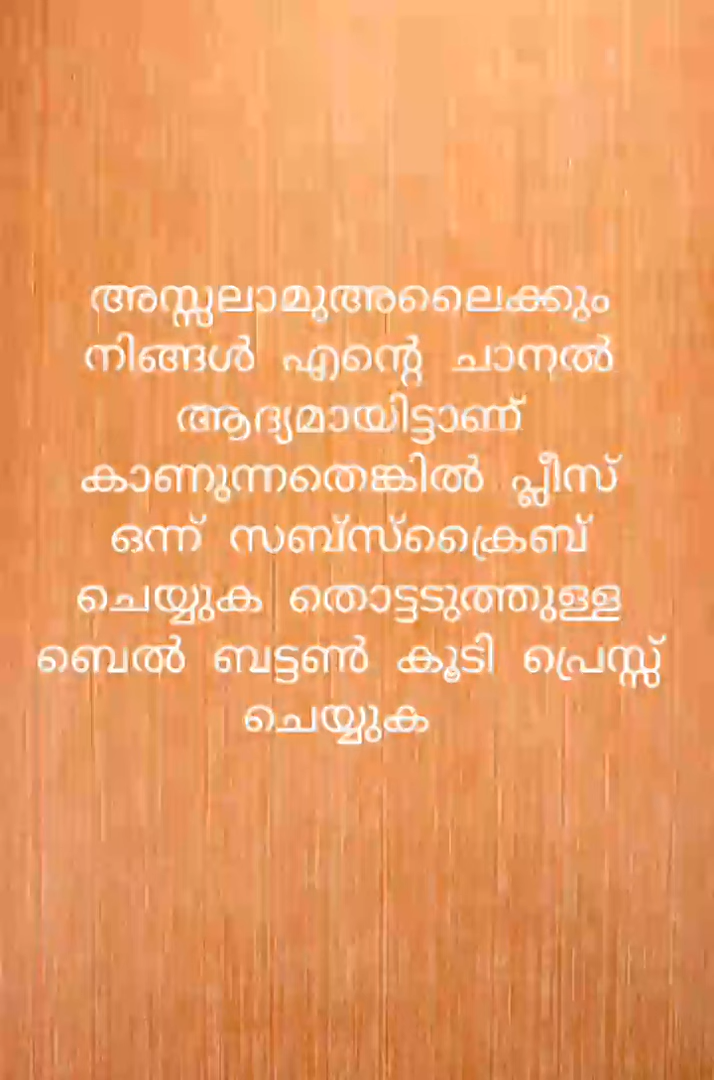 അസ്സലാമുഅലൈക്കും
നിങ്ങൾ എന്റെ ചാനൽ
ആദ്യമായിട്ടാണ്
കാണുന്നതെങ്കിൽ പ്ലീസ്
ഒന്ന് സബ്സ്ക്രൈബ്
ചെയ്യുക തൊട്ടടുത്തുള്ള
ബെൽ ബട്ടൺ കൂടി പ്രെസ്സ്
ചെയ്യുക